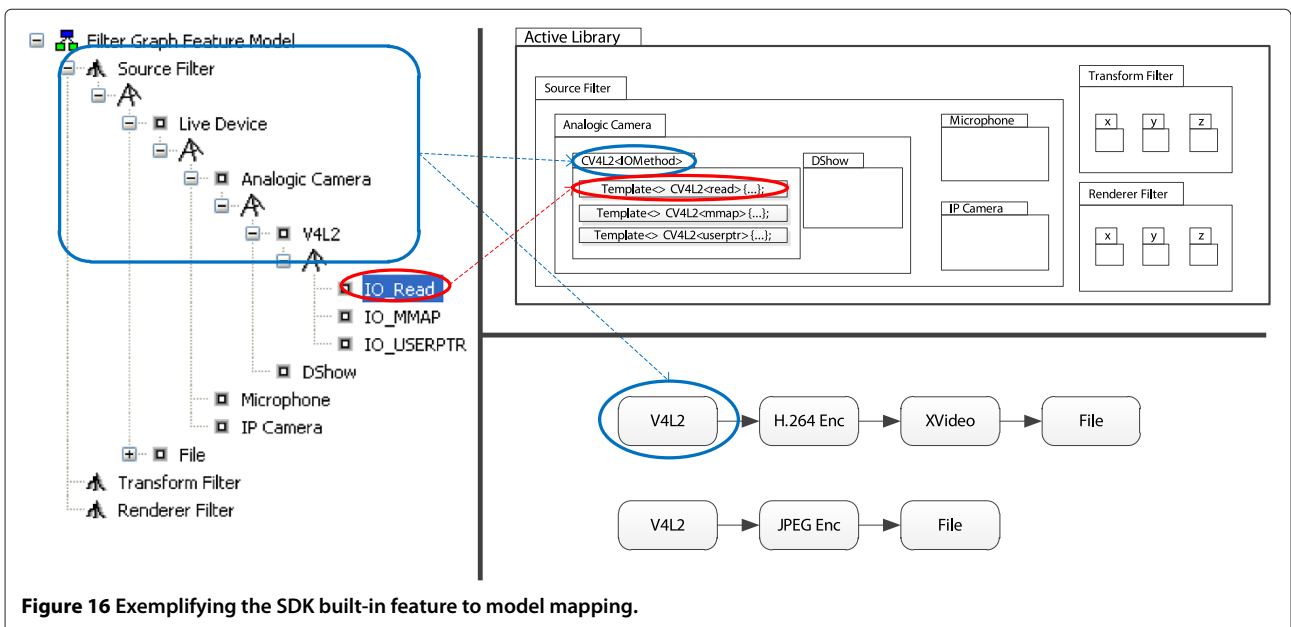 Filter Graph Feature Model
Source Filter
Live Device
Analogic Camera
V4L2
IO_Read
IO_MMAP
IO_USERPTR
DShow
Microphone
IP Camera
File
Transform Filter
Renderer Filter
Active Library
Source Filter
Analogic Camera
CV4L2<IOMethod>
Template<> CV4L2<read>{...};
Template<> CV4L2<mmap>{...};
Template<> CV4L2<userptr>{...};
DShow
Microphone
IP Camera
Transform Filter
x y z
Renderer Filter
x y z
V4L2 H.264 Enc XVideo File
V4L2 JPEG Enc File
Figure 16 Exemplifying the SDK built-in feature to model mapping.